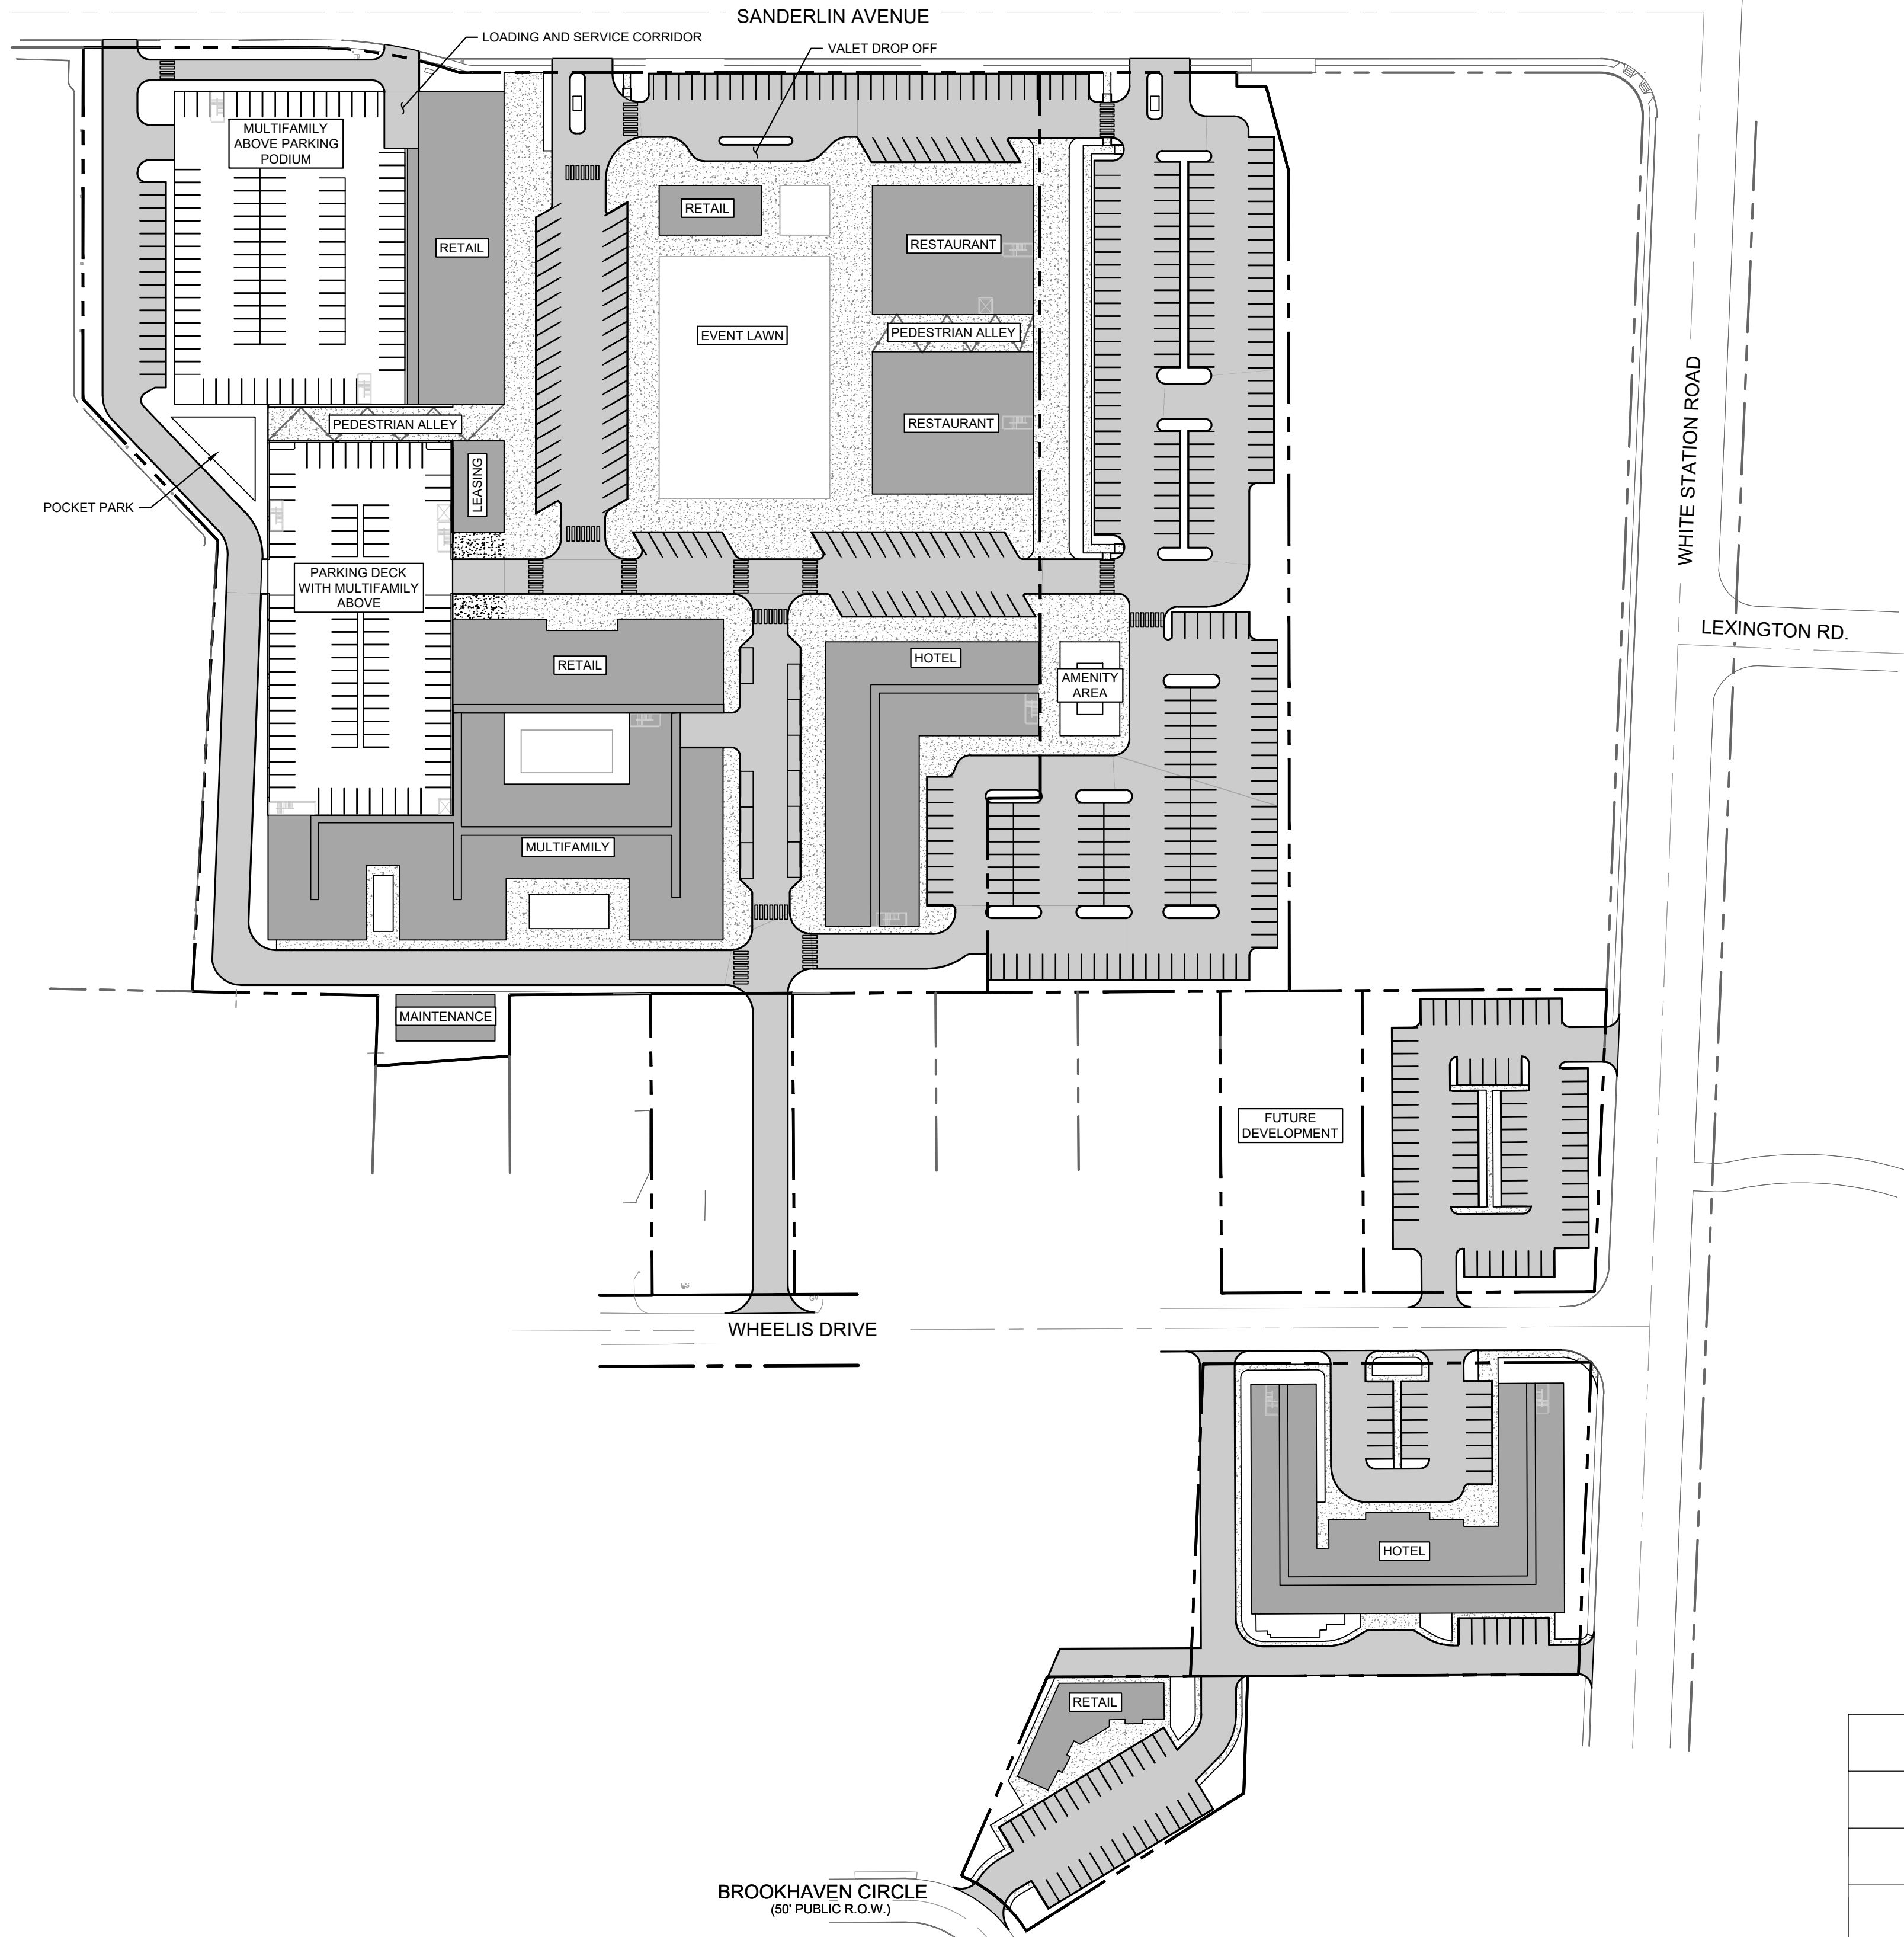 SANDERLIN AVENUE
LOADING AND SERVICE CORRIDOR
VALET DROP OFF
MULTIFAMILY
ABOVE PARKING
PODIUM
RETAIL
RETAIL
RESTAURANT
EVENT LAWN
PEDESTRIAN ALLEY
RESTAURANT
PEDESTRIAN ALLEY
LEASING
POCKET PARK
WHITE STATION ROAD
PARKING DECK
WITH MULTIFAMILY
ABOVE
LEXINGTON RD.
RETAIL
HOTEL
AMENITY
AREA
MULTIFAMILY
MAINTENANCE
FUTURE
DEVELOPMENT
WHEELIS DRIVE
HOTEL
RETAIL
BROOKHAVEN CIRCLE
(50' PUBLIC R.O.W.)